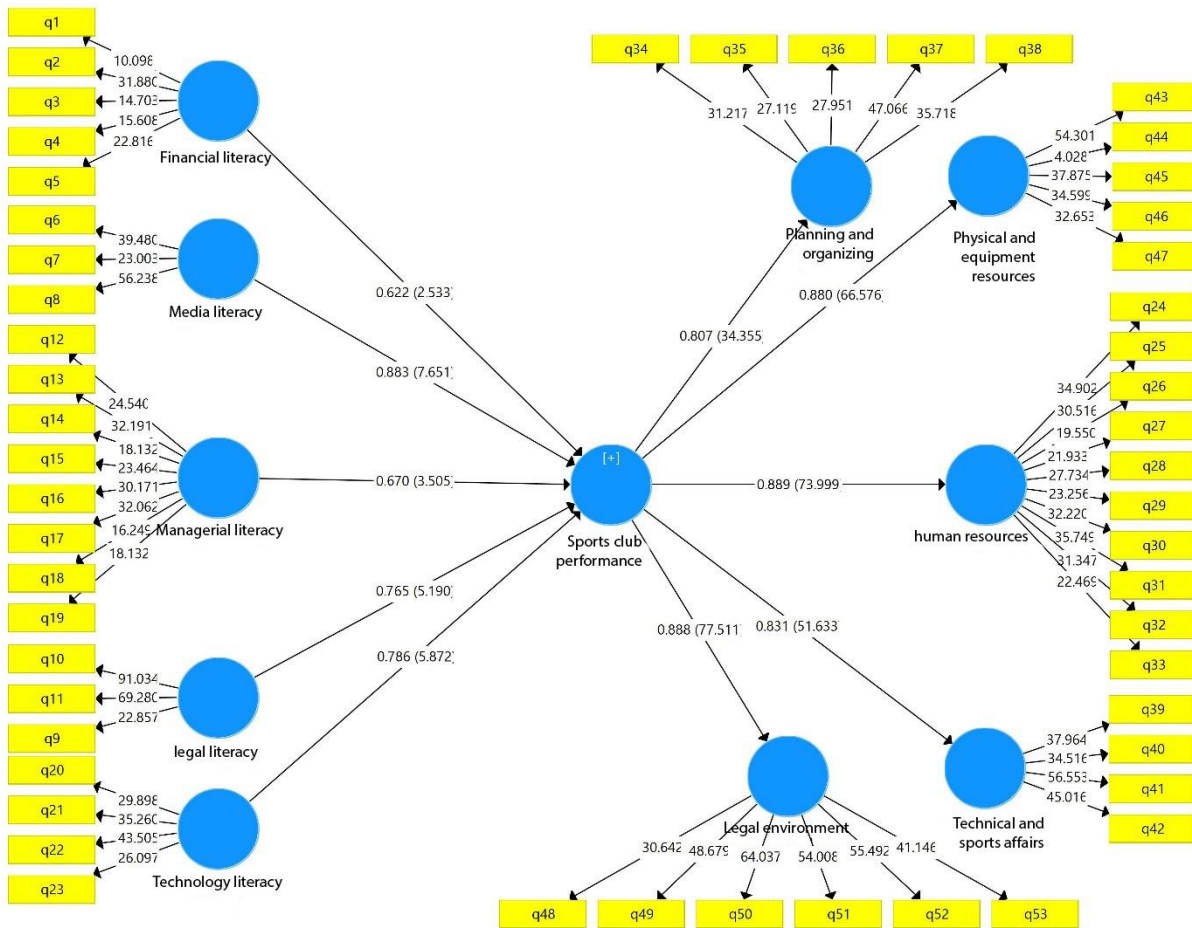 q1
q2
q3
q4
q5
10.098
31.880
14.703
15.608
22.816
Financial literacy
q6
q7
q8
39.480
23.003
56.238
Media literacy
q12
q13
q14
q15
q16
q17
q18
q19
24.540
32.191
18.132
23.464
30.171
32.062
16.249
18.132
Managerial literacy
q10
q11
q9
91.034
69.280
22.857
legal literacy
q20
q21
q22
q23
29.898
35.260
43.505
26.097
Technology literacy
0.622 (2.533)
0.883 (7.651)
0.670 (3.505)
0.765 (5.190)
0.786 (5.872)
[+]
Sports club
performance
0.807 (34.355)
0.880 (66.576)
0.889 (73.999)
0.888 (77.511)
0.831 (51.633)
q34
q35
q36
q37
q38
31.217
27.119
27.951
47.066
35.718
Planning and
organizing
q43
q44
q45
q46
q47
54.301
4.028
37.875
34.599
32.653
Physical and
equipment
resources
q24
q25
q26
q27
q28
q29
q30
q31
q32
q33
34.902
30.516
19.550
21.933
27.734
23.256
32.220
35.749
31.347
22.469
human resources
q39
q40
q41
q42
37.964
34.516
56.553
45.016
Technical and
sports affairs
Legal environment
30.642
48.679
64.037
54.008
55.492
41.146
q48
q49
q50
q51
q52
q53